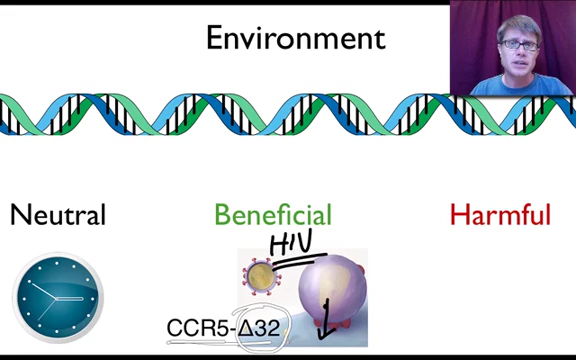 Environment
Neutral
Beneficial
Harmful
HIV
CCR5-Δ32